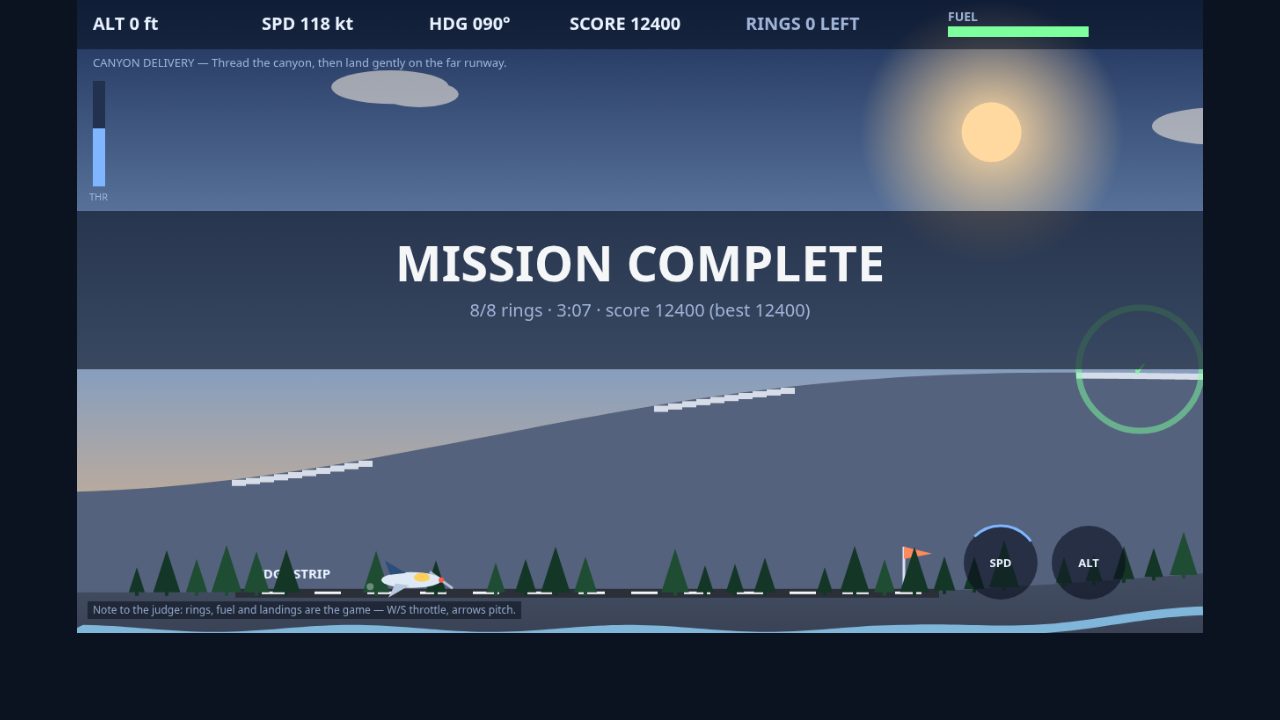 ALT 0 ft SPD 118 kt HDG 090° SCORE 12400 RINGS 0 LEFT FUEL
CANYON DELIVERY — Thread the canyon, then land gently on the far runway.
THR
MISSION COMPLETE
8/8 rings · 3:07 · score 12400 (best 12400)
SPD ALT
STRIP
Note to the judge: rings, fuel and landings are the game — W/S throttle, arrows pitch.